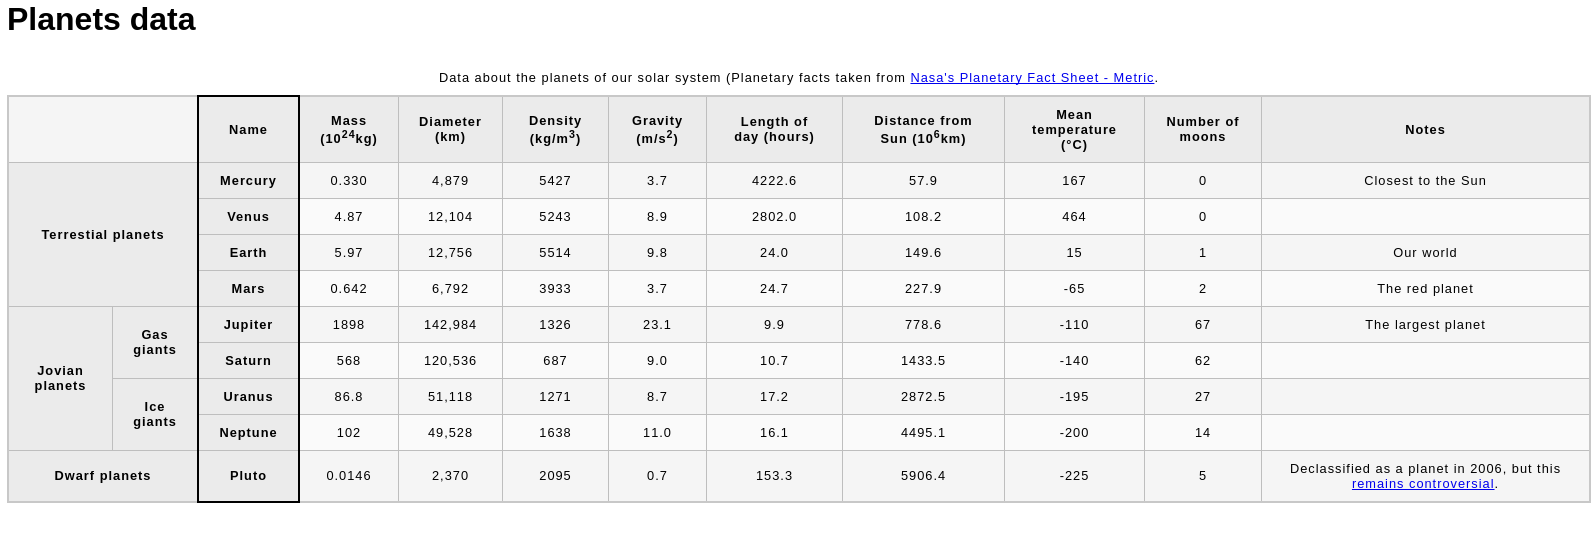 Planets data
Data about the planets of our solar system (Planetary facts taken from Nasa's Planetary Fact Sheet - Metric.
Name Mass (10²⁴kg) Diameter (km) Density (kg/m³) Gravity (m/s²) Length of day (hours) Distance from Sun (10⁶km) Mean temperature (°C) Number of moons Notes
Terrestial planets Mercury 0.330 4,879 5427 3.7 4222.6 57.9 167 0 Closest to the Sun
Venus 4.87 12,104 5243 8.9 2802.0 108.2 464 0
Earth 5.97 12,756 5514 9.8 24.0 149.6 15 1 Our world
Mars 0.642 6,792 3933 3.7 24.7 227.9 -65 2 The red planet
Jovian planets Gas giants Jupiter 1898 142,984 1326 23.1 9.9 778.6 -110 67 The largest planet
Saturn 568 120,536 687 9.0 10.7 1433.5 -140 62
Ice giants Uranus 86.8 51,118 1271 8.7 17.2 2872.5 -195 27
Neptune 102 49,528 1638 11.0 16.1 4495.1 -200 14
Dwarf planets Pluto 0.0146 2,370 2095 0.7 153.3 5906.4 -225 5 Declassified as a planet in 2006, but this
remains controversial.